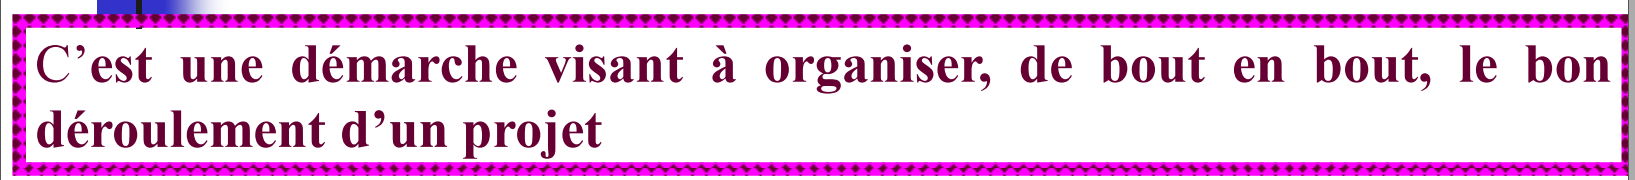 C’est une démarche visant à organiser, de bout en bout, le bon
déroulement d’un projet